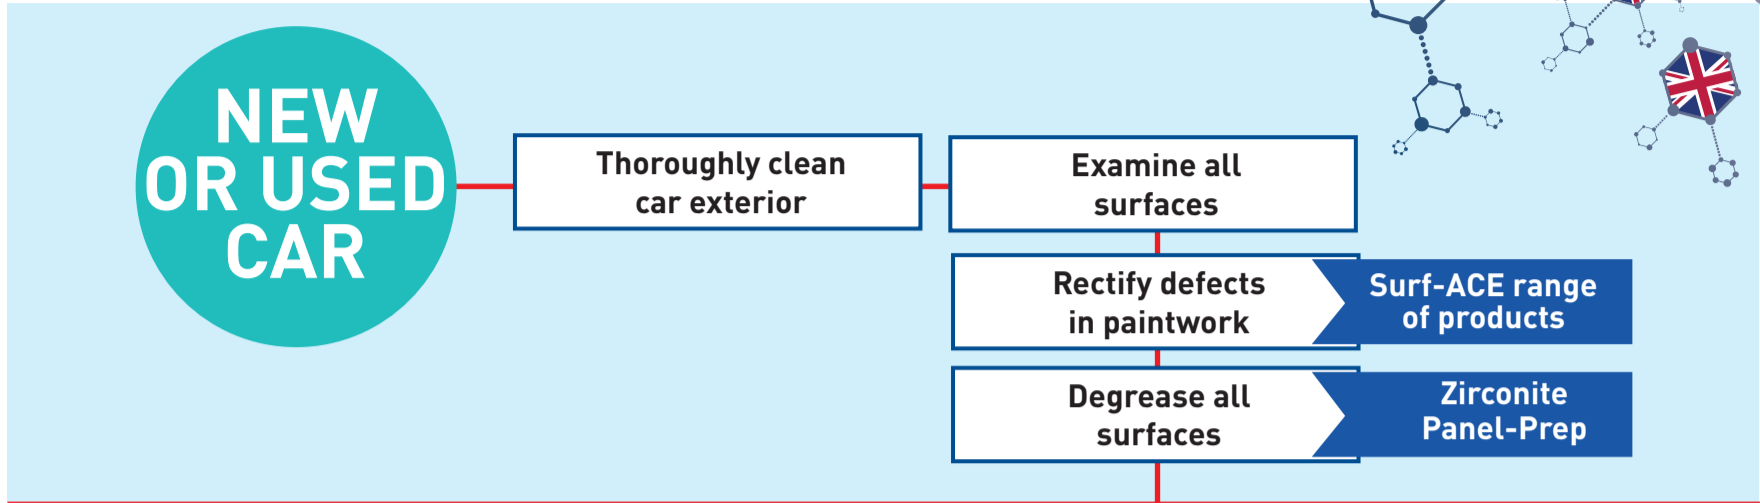 NEW
OR USED
CAR
Thoroughly clean
car exterior
Examine all
surfaces
Rectify defects
in paintwork
Surf-ACE range
of products
Degrease all
surfaces
Zirconite
Panel-Prep